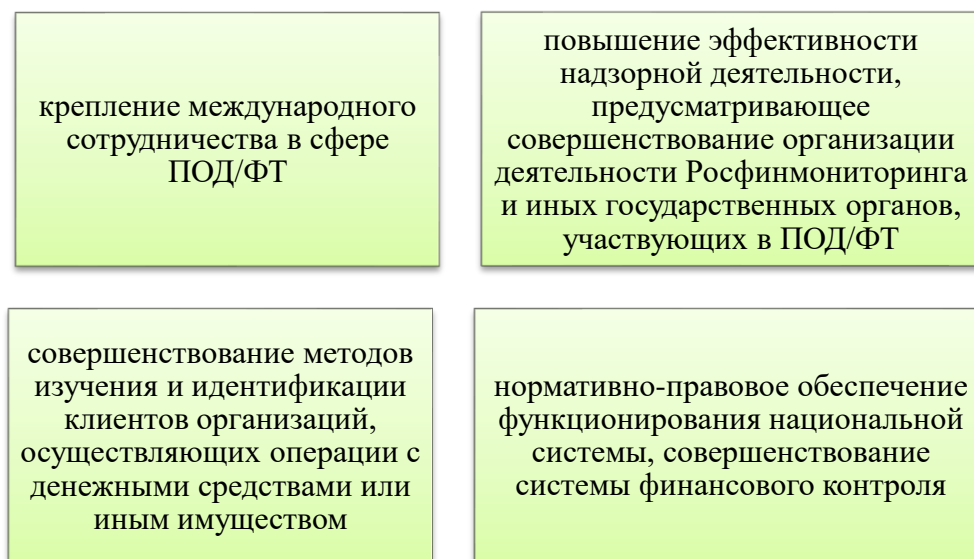 крепление международного
сотрудничества в сфере
ПОД/ФТ
повышение эффективности
надзорной деятельности,
предусматривающее
совершенствование организации
деятельности Росфинмониторинга
и иных государственных органов,
участвующих в ПОД/ФТ
совершенствование методов
изучения и идентификации
клиентов организаций,
осуществляющих операции с
денежными средствами или
иным имуществом
нормативно-правовое обеспечение
функционирования национальной
системы, совершенствование
системы финансового контроля